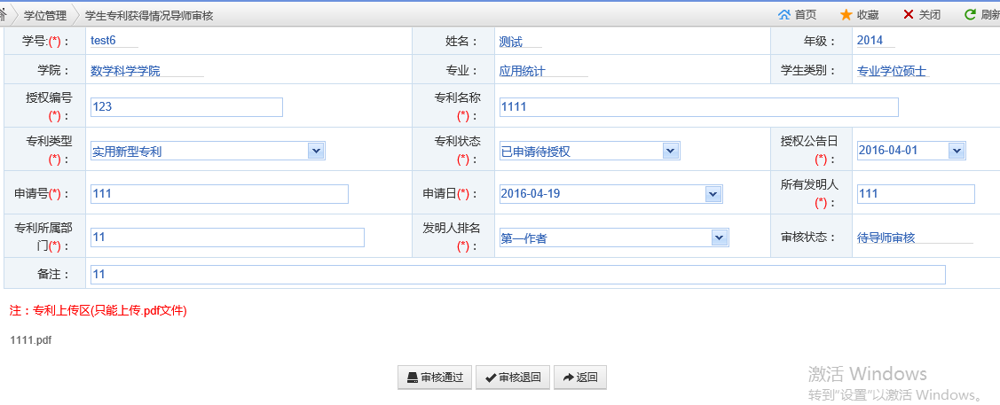 学位管理 学生专利获得情况导师审核 首页 收藏 关闭 刷新
学号:(*)： test6 姓名： 测试 年级： 2014
学院： 数学科学学院 专业： 应用统计 学生类别： 专业学位硕士
授权编号(*)： 123 专利名称(*)： 1111
专利类型(*)： 实用新型专利 专利状态(*)： 已申请待授权 授权公告日(*)： 2016-04-01
申请号(*)： 111 申请日(*)： 2016-04-19 所有发明人(*)： 111
专利所属部门(*)： 11 发明人排名(*)： 第一作者 审核状态： 待导师审核
备注： 11
注：专利上传区(只能上传.pdf文件)
1111.pdf
审核通过 审核退回 返回
激活 Windows
转到"设置"以激活 Windows。